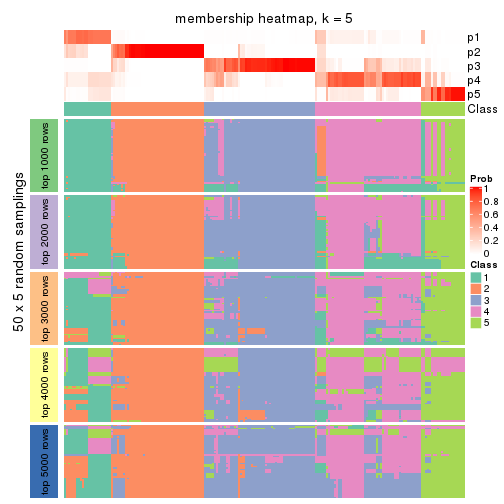 membership heatmap, k = 5
p1
p2
p3
p4
p5
Class
50 x 5 random samplings
top 1000 rows
top 2000 rows
top 3000 rows
top 4000 rows
top 5000 rows
Prob
1
0.8
0.6
0.4
0.2
0
Class
1
2
3
4
5